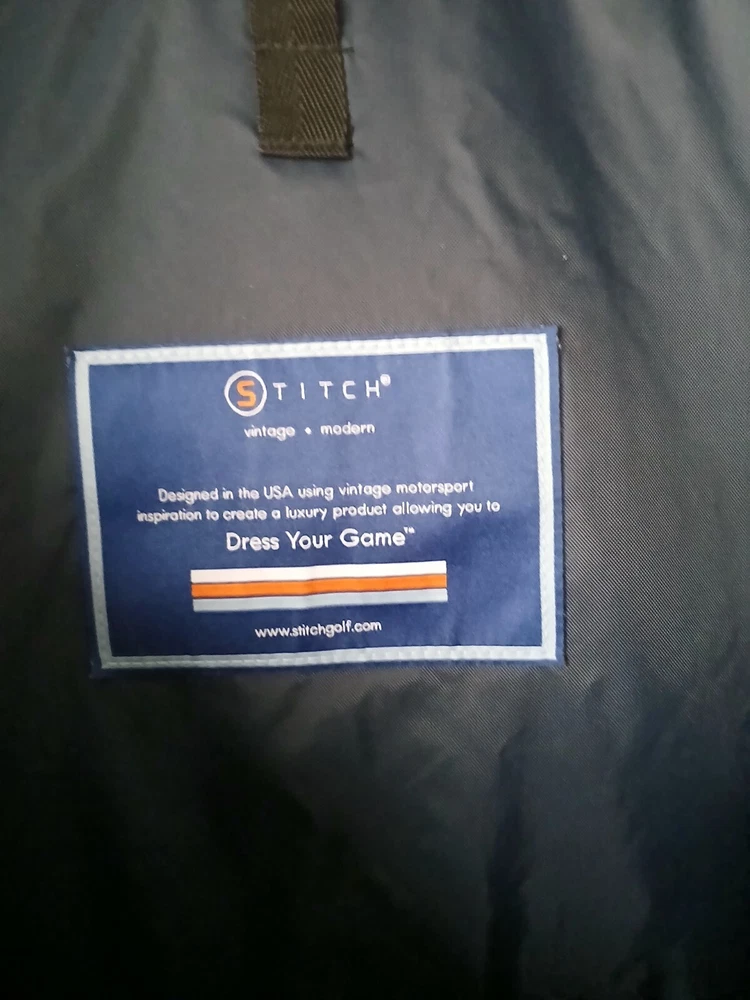 STITCH®
vintage • modern
Designed in the USA using vintage motorsport
inspiration to create a luxury product allowing you to
Dress Your Game™
www.stitchgolf.com